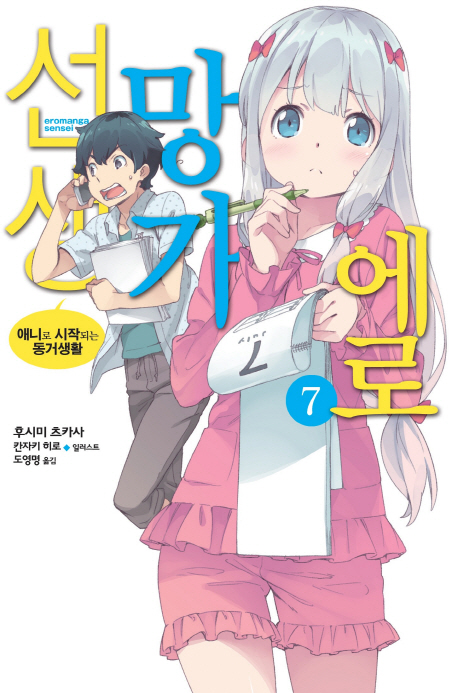 에로
망가
선생
eromanga
sensei
애니로 시작되는
동거생활
7
후시미 츠카사
칸자키 히로 ◆ 일러스트
도영명 옮김
7